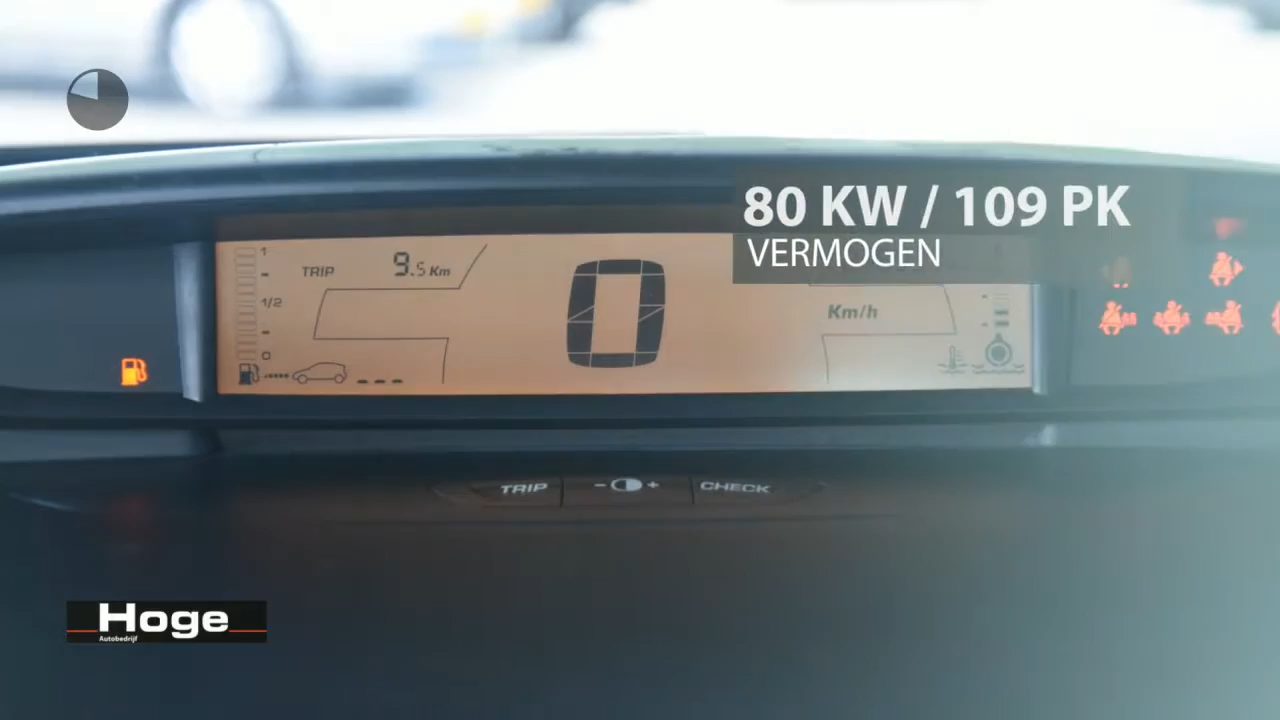 80 KW / 109 PK
VERMOGEN
1
TRIP 9.5 Km
1/2
0
0
Km/h
- - -
TRIP - + CHECK
Hoge
Autobedrijf